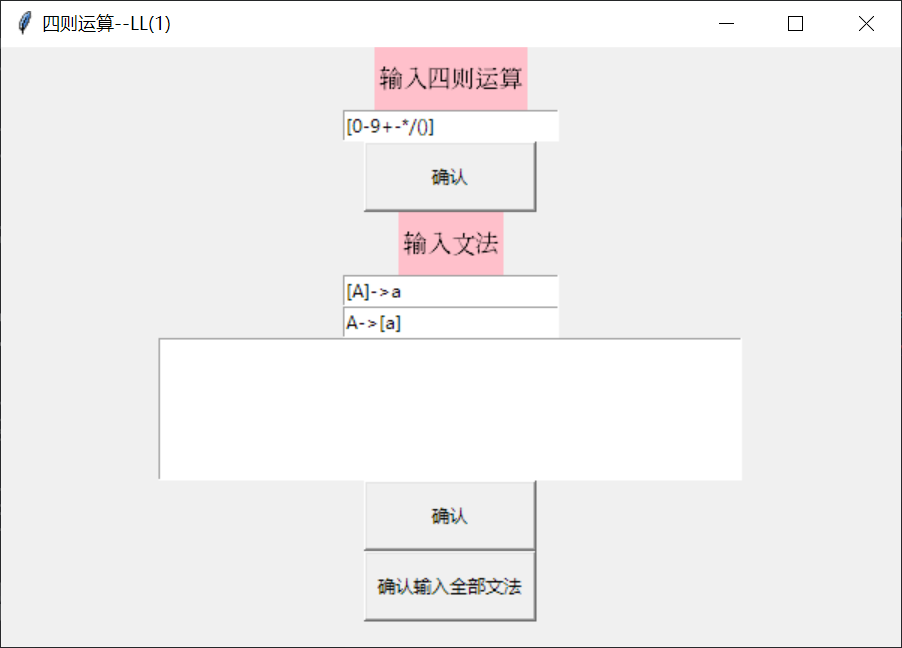 四则运算--LL(1)
输入四则运算
[0-9+-*/()]
确认
输入文法
[A]->a
A->[a]
确认
确认输入全部文法